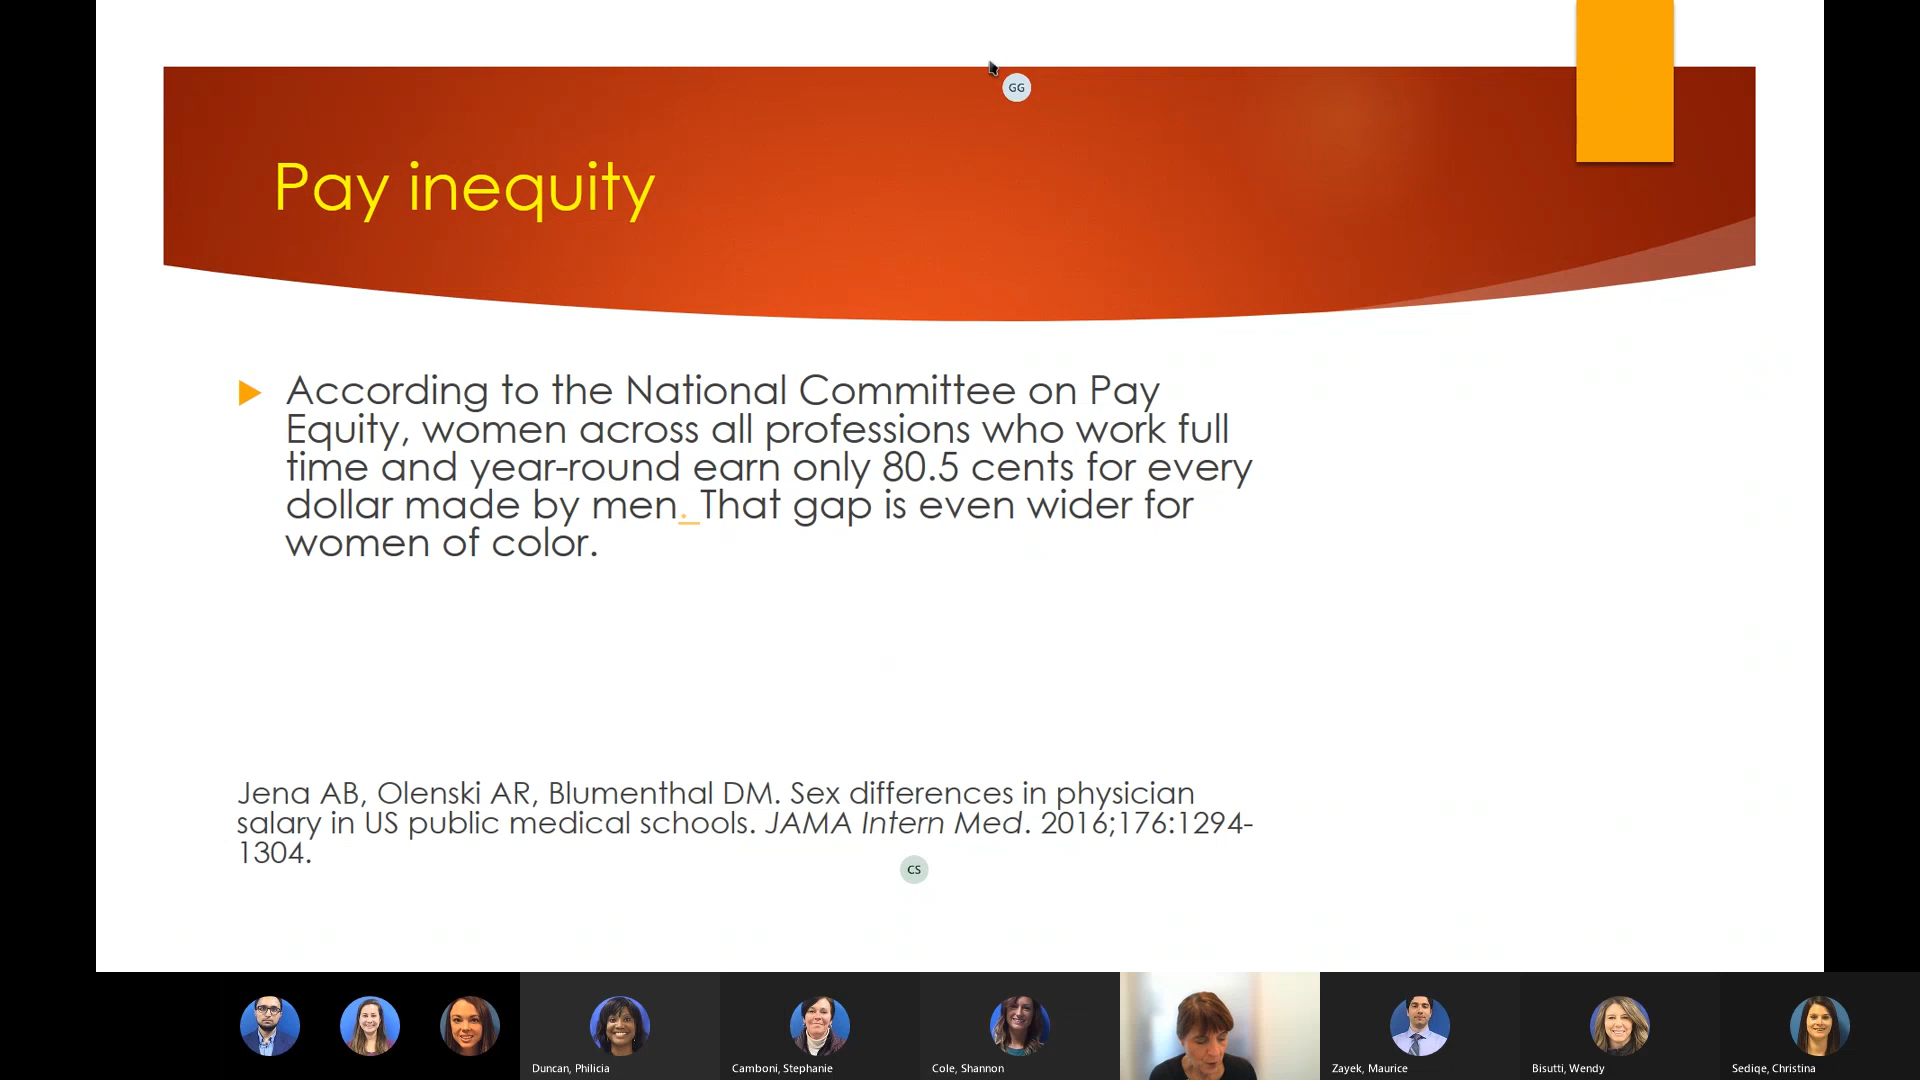 GG
Pay inequity
According to the National Committee on Pay
Equity, women across all professions who work full
time and year-round earn only 80.5 cents for every
dollar made by men. That gap is even wider for
women of color.
Jena AB, Olenski AR, Blumenthal DM. Sex differences in physician
salary in US public medical schools. JAMA Intern Med. 2016;176:1294-
1304.
CS
Duncan, Philicia
Camboni, Stephanie
Cole, Shannon
Zayek, Maurice
Bisutti, Wendy
Sediqe, Christina